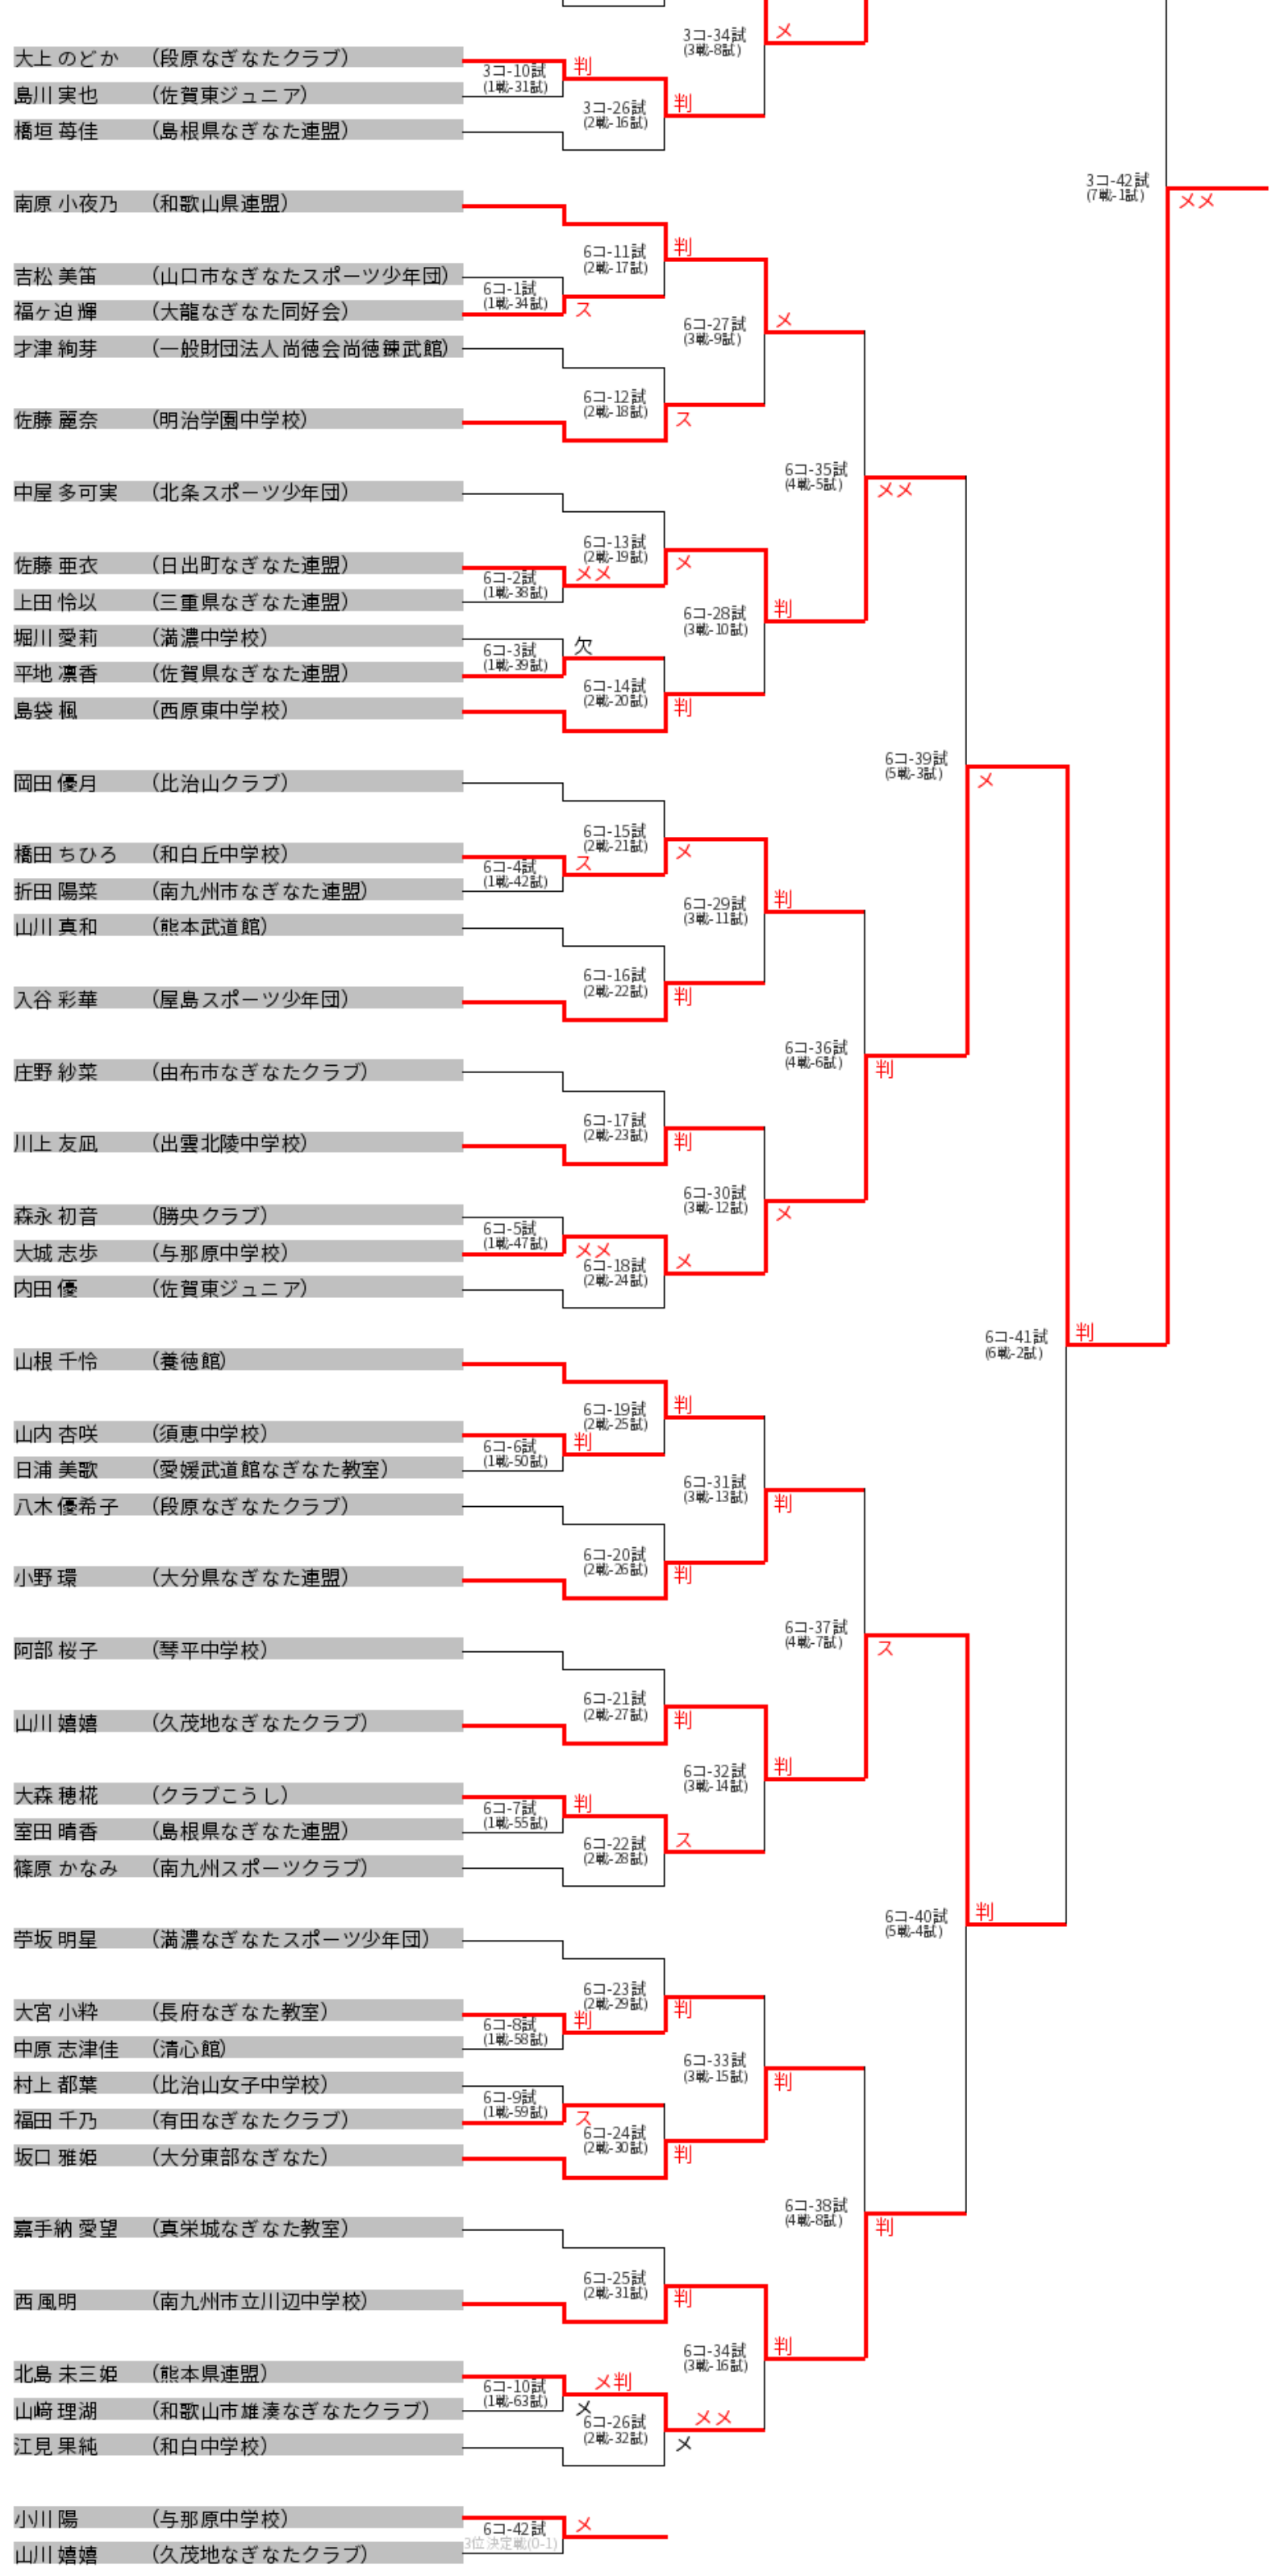 3コ-34試
(3戦-8試)
メ
大上 のどか (段原なぎなたクラブ)
3コ-10試
(1戦-31試)
判
島川 実也 (佐賀東ジュニア)
3コ-26試
(2戦-16試)
判
橋垣 苺佳 (島根県なぎなた連盟)
3コ-42試
(7戦-1試)
メメ
南原 小夜乃 (和歌山県連盟)
6コ-11試
(2戦-17試)
判
吉松 美笛 (山口市なぎなたスポーツ少年団)
6コ-1試
(1戦-34試)
ス
福ヶ迫 輝 (大龍なぎなた同好会)
6コ-27試
(3戦-9試)
メ
才津 絢芽 (一般財団法人尚徳会尚徳錬武館)
6コ-12試
(2戦-18試)
ス
佐藤 麗奈 (明治学園中学校)
6コ-35試
(4戦-5試)
メメ
中屋 多可実 (北条スポーツ少年団)
6コ-13試
(2戦-19試)
メ
佐藤 亜衣 (日出町なぎなた連盟)
6コ-2試
(1戦-38試)
メメ
上田 怜以 (三重県なぎなた連盟)
6コ-28試
(3戦-10試)
判
堀川 愛莉 (満濃中学校)
6コ-3試
(1戦-39試)
欠
平地 凛香 (佐賀県なぎなた連盟)
6コ-14試
(2戦-20試)
判
島袋 楓 (西原東中学校)
6コ-39試
(5戦-3試)
メ
岡田 優月 (比治山クラブ)
6コ-15試
(2戦-21試)
メ
橋田 ちひろ (和白丘中学校)
6コ-4試
(1戦-42試)
ス
折田 陽菜 (南九州市なぎなた連盟)
6コ-29試
(3戦-11試)
判
山川 真和 (熊本武道館)
6コ-16試
(2戦-22試)
判
入谷 彩華 (屋島スポーツ少年団)
6コ-36試
(4戦-6試)
判
庄野 紗菜 (由布市なぎなたクラブ)
6コ-17試
(2戦-23試)
判
川上 友凪 (出雲北陵中学校)
6コ-30試
(3戦-12試)
メ
森永 初音 (勝央クラブ)
6コ-5試
(1戦-47試)
メメ
大城 志歩 (与那原中学校)
6コ-18試
(2戦-24試)
メ
内田 優 (佐賀東ジュニア)
6コ-41試
(6戦-2試)
判
山根 千怜 (養徳館)
6コ-19試
(2戦-25試)
判
山内 杏咲 (須恵中学校)
6コ-6試
(1戦-50試)
判
日浦 美歌 (愛媛武道館なぎなた教室)
6コ-31試
(3戦-13試)
判
八木 優希子 (段原なぎなたクラブ)
6コ-20試
(2戦-26試)
判
小野 環 (大分県なぎなた連盟)
6コ-37試
(4戦-7試)
ス
阿部 桜子 (琴平中学校)
6コ-21試
(2戦-27試)
判
山川 嬉嬉 (久茂地なぎなたクラブ)
6コ-32試
(3戦-14試)
判
大森 穂椛 (クラブこうし)
6コ-7試
(1戦-55試)
判
室田 晴香 (島根県なぎなた連盟)
6コ-22試
(2戦-28試)
ス
篠原 かなみ (南九州スポーツクラブ)
6コ-40試
(5戦-4試)
判
苧坂 明星 (満濃なぎなたスポーツ少年団)
6コ-23試
(2戦-29試)
判
大宮 小粋 (長府なぎなた教室)
6コ-8試
(1戦-58試)
判
中原 志津佳 (清心館)
6コ-33試
(3戦-15試)
判
村上 都葉 (比治山女子中学校)
6コ-9試
(1戦-59試)
ス
福田 千乃 (有田なぎなたクラブ)
6コ-24試
(2戦-30試)
判
坂口 雅姫 (大分東部なぎなた)
6コ-38試
(4戦-8試)
判
嘉手納 愛望 (真栄城なぎなた教室)
6コ-25試
(2戦-31試)
判
西 風明 (南九州市立川辺中学校)
6コ-34試
(3戦-16試)
判
北島 未三姫 (熊本県連盟)
6コ-10試
(1戦-63試)
メ判
メ
山﨑 理湖 (和歌山市雄湊なぎなたクラブ)
6コ-26試
(2戦-32試)
メメ
メ
江見 果純 (和白中学校)
小川 陽 (与那原中学校)
6コ-42試
3位決定戦(0-1)
メ
山川 嬉嬉 (久茂地なぎなたクラブ)